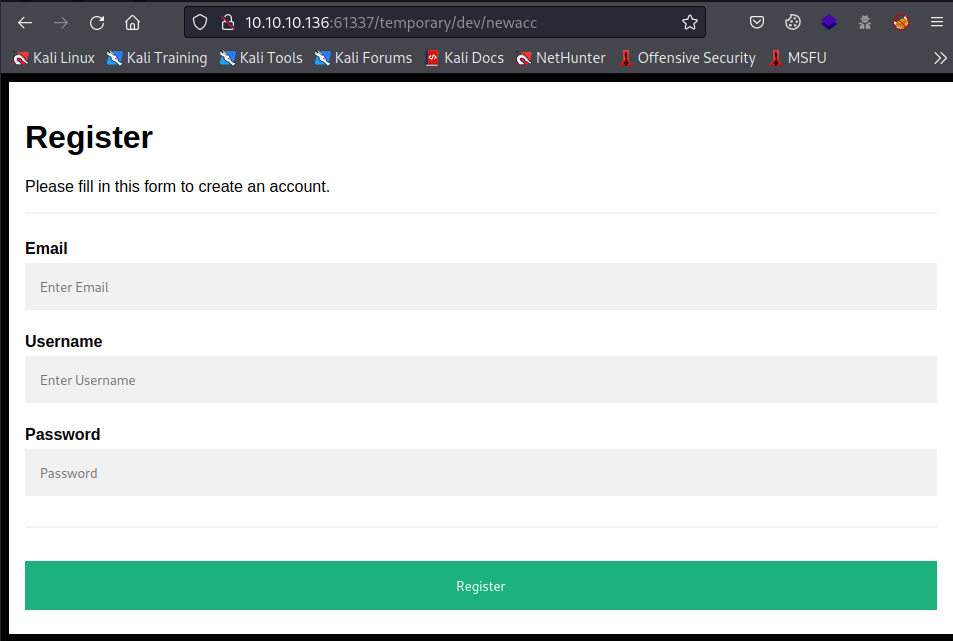 10.10.10.136:61337/temporary/dev/newacc
Kali Linux Kali Training Kali Tools Kali Forums Kali Docs NetHunter Offensive Security MSFU
Register
Please fill in this form to create an account.
Email
Enter Email
Username
Enter Username
Password
Password
Register